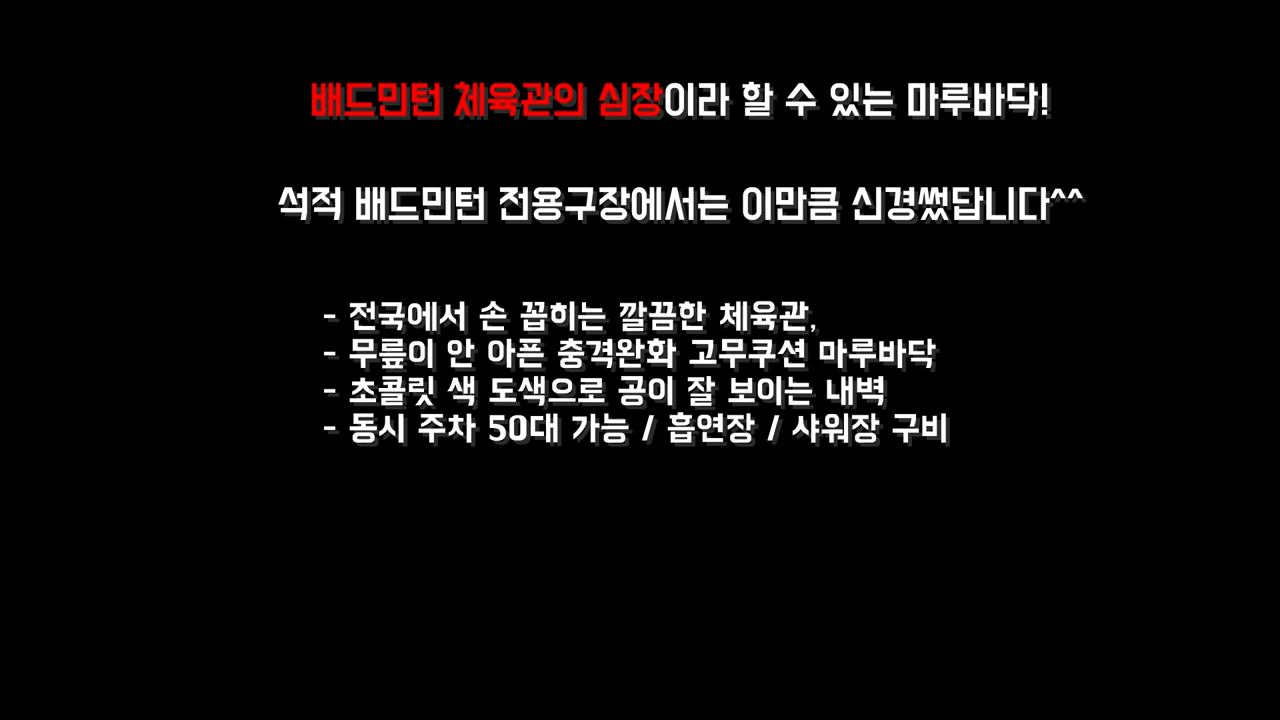 배드민턴 체육관의 심장이라 할 수 있는 마루바닥!
석적 배드민턴 전용구장에서는 이만큼 신경썼답니다^^
- 전국에서 손 꼽히는 깔끔한 체육관,
- 무릎이 안 아픈 충격완화 고무쿠션 마루바닥
- 초콜릿 색 도색으로 공이 잘 보이는 내벽
- 동시 주차 50대 가능 / 흡연장 / 샤워장 구비